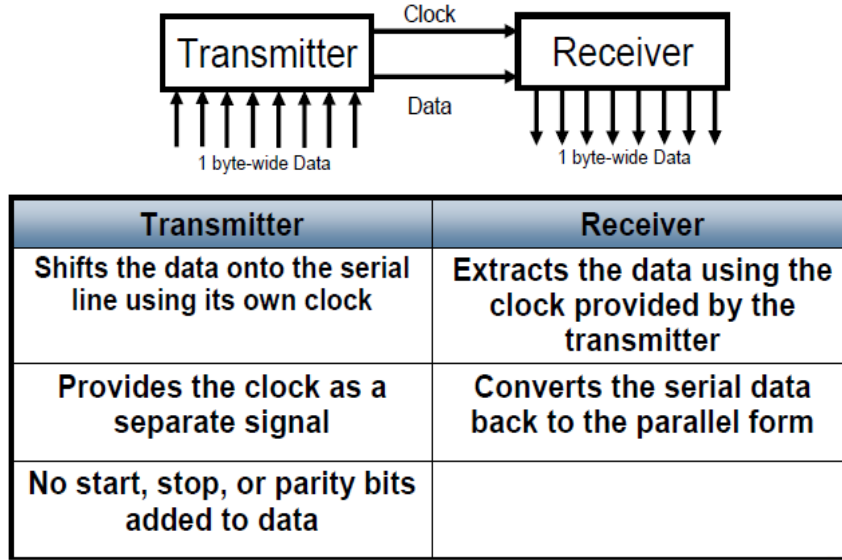 Clock
Transmitter
Receiver
Data
1 byte-wide Data
1 byte-wide Data
Transmitter
Receiver
Shifts the data onto the serial
line using its own clock
Extracts the data using the
clock provided by the
transmitter
Provides the clock as a
separate signal
Converts the serial data
back to the parallel form
No start, stop, or parity bits
added to data